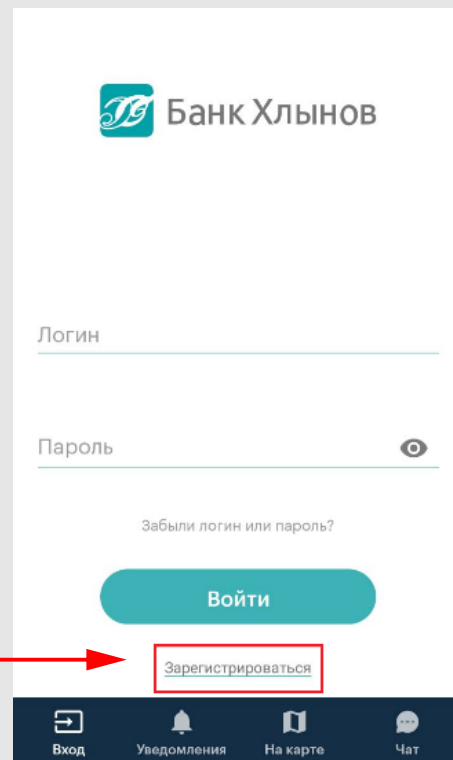 Банк Хлынов
Логин
Пароль
Забыли логин или пароль?
Войти
Зарегистрироваться
Вход Уведомления На карте Чат